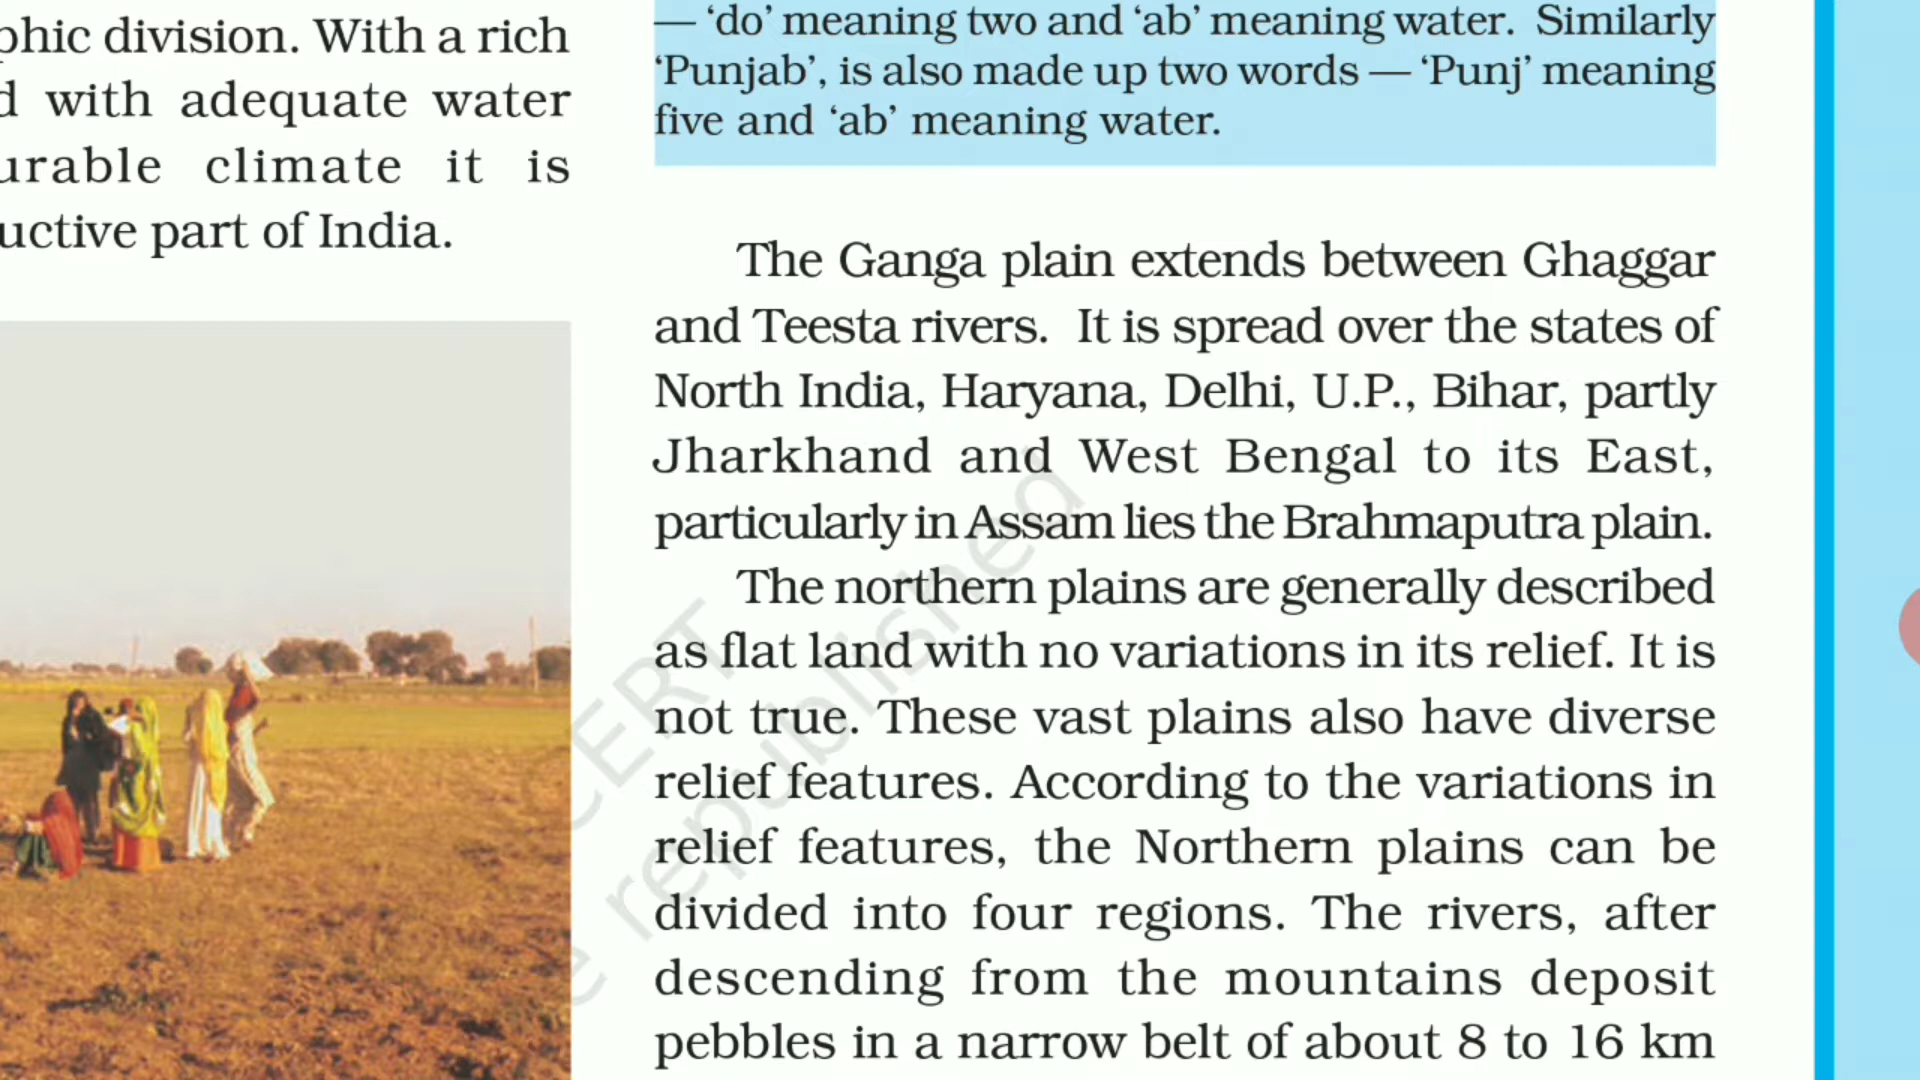 phic division. With a rich
with adequate water
climate it is
part of India.
— ‘do’ meaning two and ‘ab’ meaning water. Similarly
‘Punjab’, is also made up two words — ‘Punj’ meaning
five and ‘ab’ meaning water.
The Ganga plain extends between Ghaggar
and Teesta rivers. It is spread over the states of
North India, Haryana, Delhi, U.P., Bihar, partly
Jharkhand and West Bengal to its East,
particularly in Assam lies the Brahmaputra plain.
The northern plains are generally described
as flat land with no variations in its relief. It is
not true. These vast plains also have diverse
relief features. According to the variations in
relief features, the Northern plains can be
divided into four regions. The rivers, after
descending from the mountains deposit
pebbles in a narrow belt of about 8 to 16 km
republished